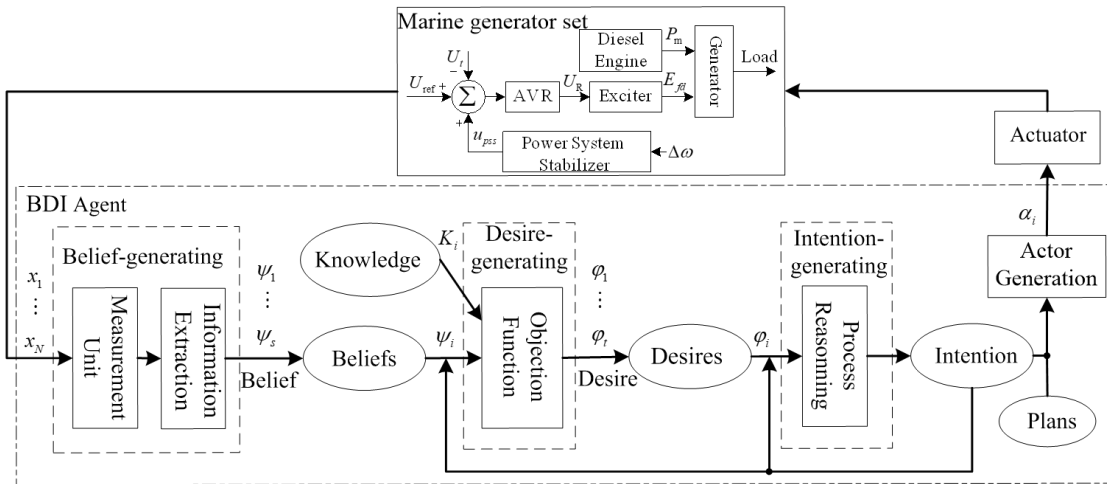 Marine generator set
Diesel
Engine
P_m
Generator
Load
U_t
−
U_ref
+
Σ
AVR
U_R
Exciter
E_fd
+
u_pss
Power System
Stabilizer
−Δω
Actuator
BDI Agent
α_i
Actor
Generation
Belief-generating
x_1
⋮
x_N
Measurement
Unit
Information
Extraction
ψ_1
⋮
ψ_s
Belief
Knowledge
K_i
Beliefs
ψ_i
Desire-
generating
Objection
Function
φ_1
⋮
φ_t
Desire
Desires
φ_i
Intention-
generating
Process
Reasonning
Intention
Plans